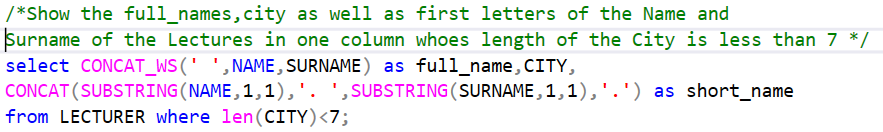 /*Show the full_names,city as well as first letters of the Name and
Surname of the Lectures in one column whoes length of the City is less than 7 */
select CONCAT_WS(' ',NAME,SURNAME) as full_name,CITY,
CONCAT(SUBSTRING(NAME,1,1),'. ',SUBSTRING(SURNAME,1,1),'.') as short_name
from LECTURER where len(CITY)<7;